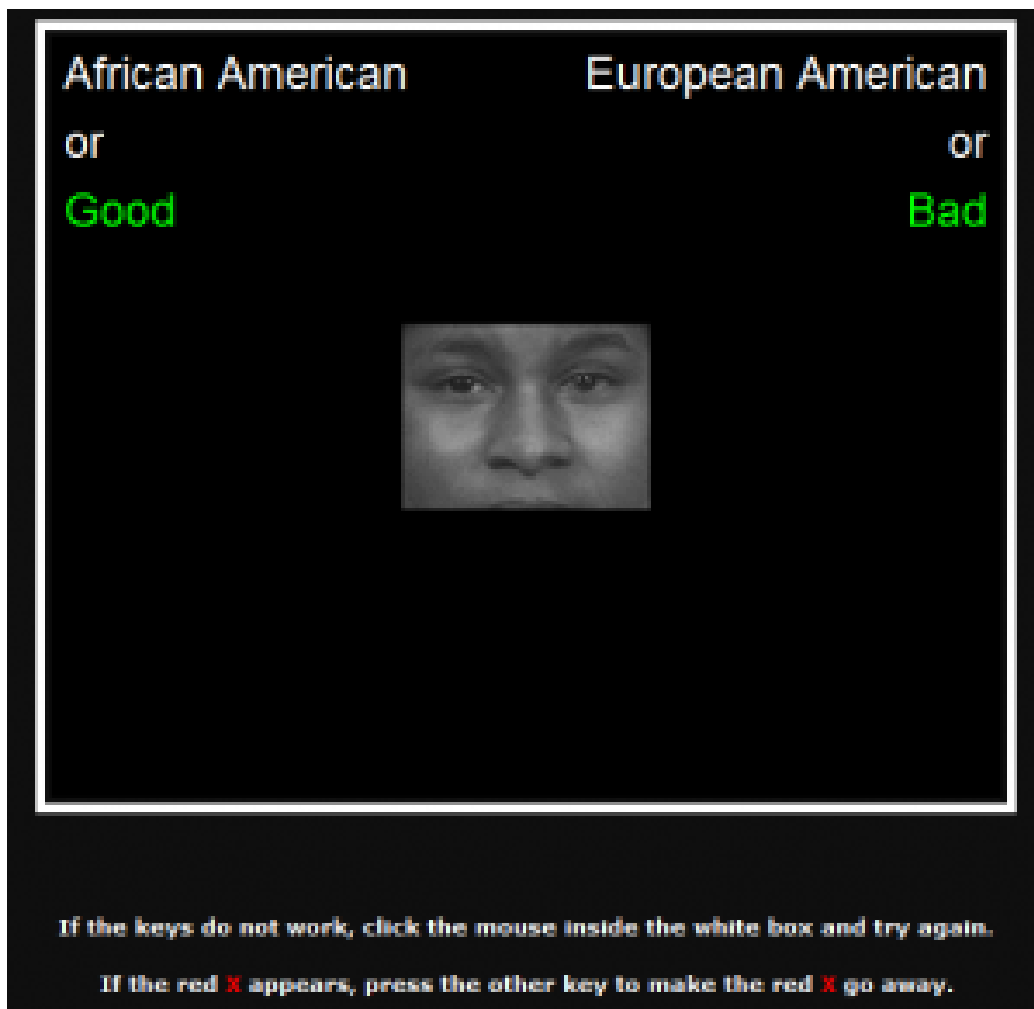 African American European American
or or
Good Bad
If the keys do not work, click the mouse inside the white box and try again.
If the red X appears, press the other key to make the red X go away.